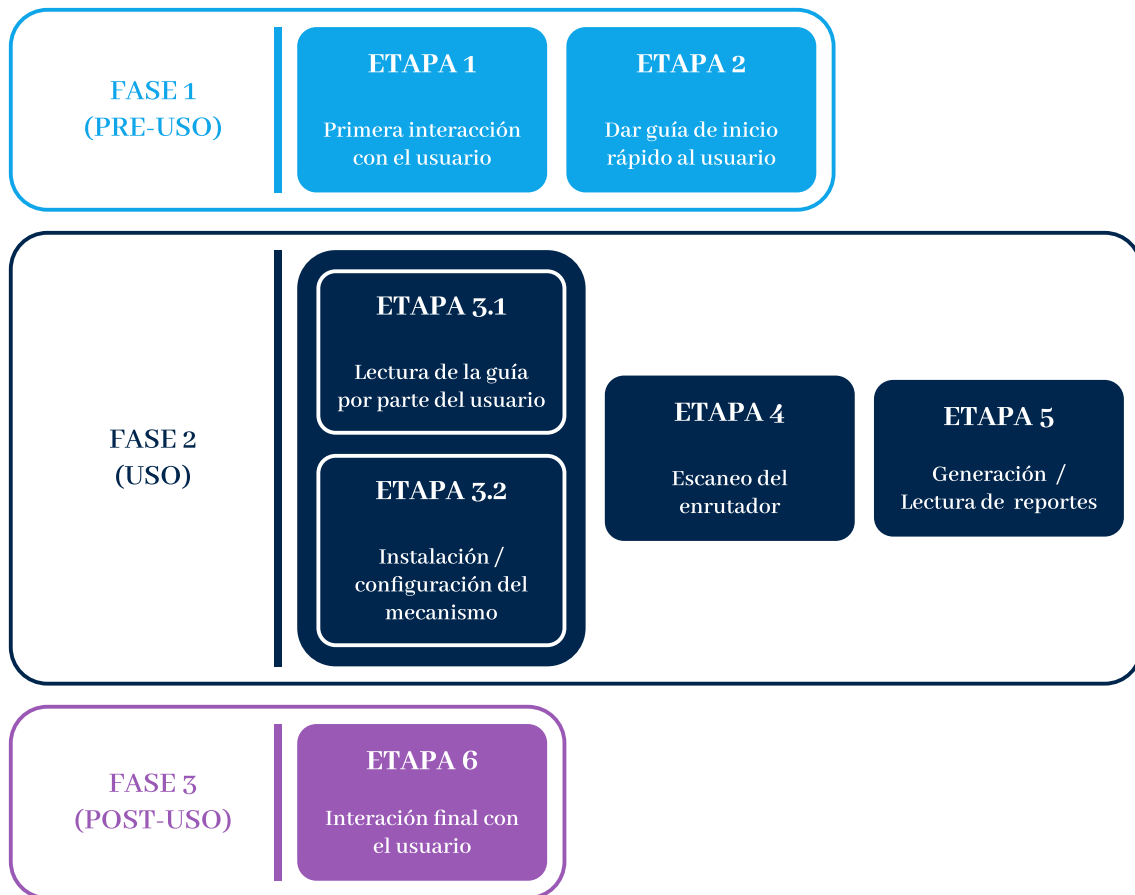 FASE 1
(PRE-USO)
ETAPA 1
Primera interacción
con el usuario
ETAPA 2
Dar guía de inicio
rápido al usuario
FASE 2
(USO)
ETAPA 3.1
Lectura de la guía
por parte del usuario
ETAPA 3.2
Instalación /
configuración del
mecanismo
ETAPA 4
Escaneo del
enrutador
ETAPA 5
Generación /
Lectura de reportes
FASE 3
(POST-USO)
ETAPA 6
Interación final con
el usuario